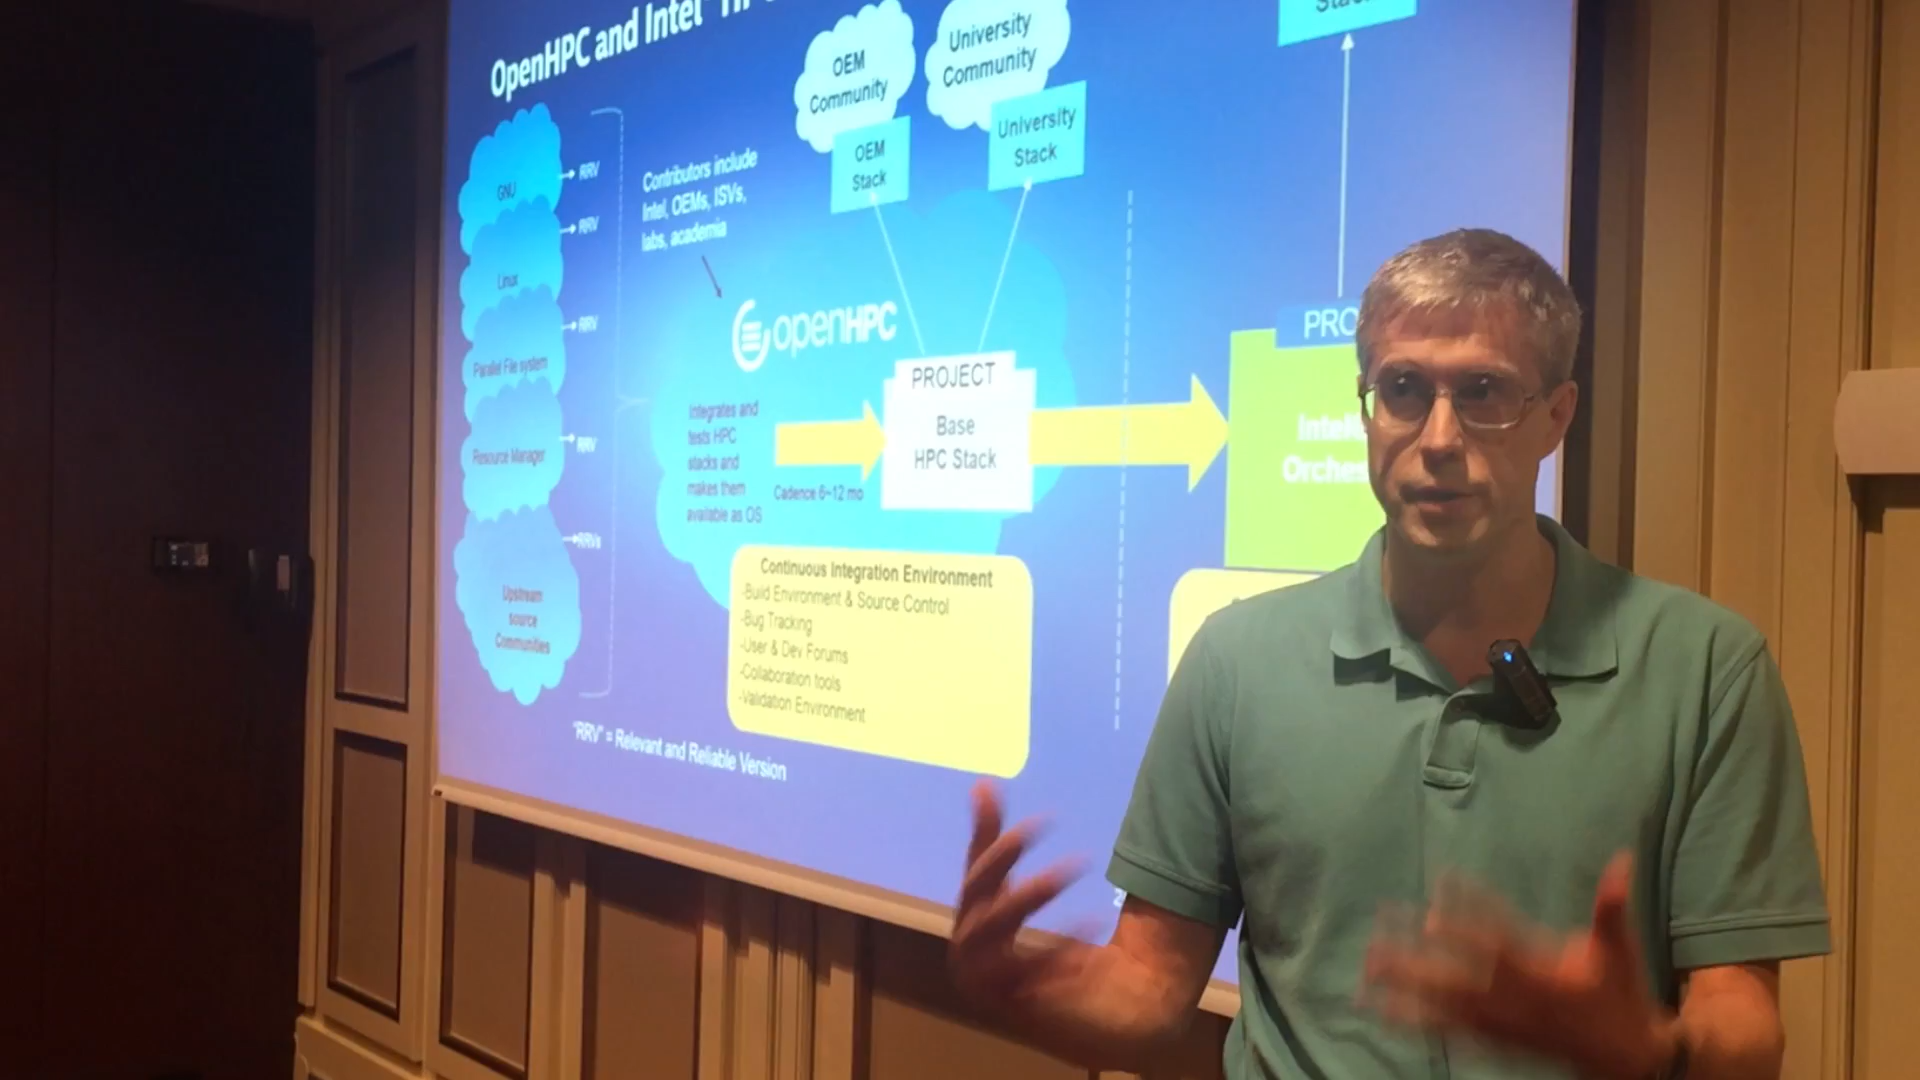 OpenHPC and Intel®
OEM
Community
University
Community
OEM
Stack
University
Stack
GNU
Linux
Parallel File system
Resource Manager
Upstream
source
Communities
RRV
RRV
RRV
RRV
RRVs
Contributors include
Intel, OEMs, ISVs,
labs, academia
openHPC
Integrates and
tests HPC
stacks and
makes them
available as OS
Cadence 6~12 mo
PROJECT
Base
HPC Stack
Continuous Integration Environment
-Build Environment & Source Control
-Bug Tracking
-User & Dev Forums
-Collaboration tools
-Validation Environment
"RRV" = Relevant and Reliable Version